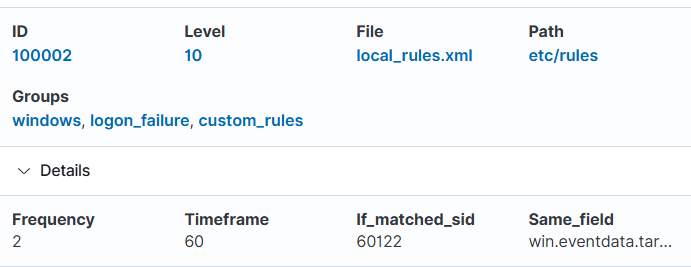 ID Level File Path
100002 10 local_rules.xml etc/rules
Groups
windows, logon_failure, custom_rules
Details
Frequency Timeframe If_matched_sid Same_field
2 60 60122 win.eventdata.tar...